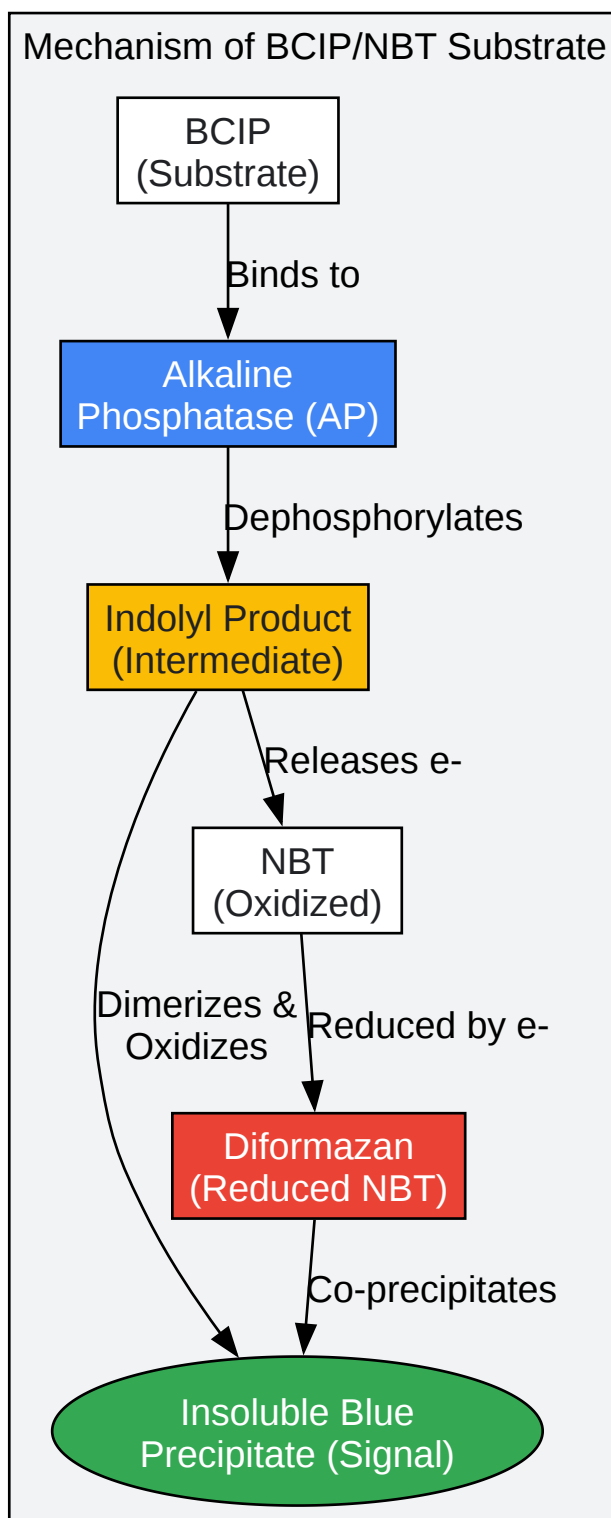 Mechanism of BCIP/NBT Substrate
BCIP
(Substrate)
Binds to
Alkaline
Phosphatase (AP)
Dephosphorylates
Indolyl Product
(Intermediate)
Releases e-
NBT
(Oxidized)
Dimerizes &
Oxidizes
Reduced by e-
Diformazan
(Reduced NBT)
Co-precipitates
Insoluble Blue
Precipitate (Signal)